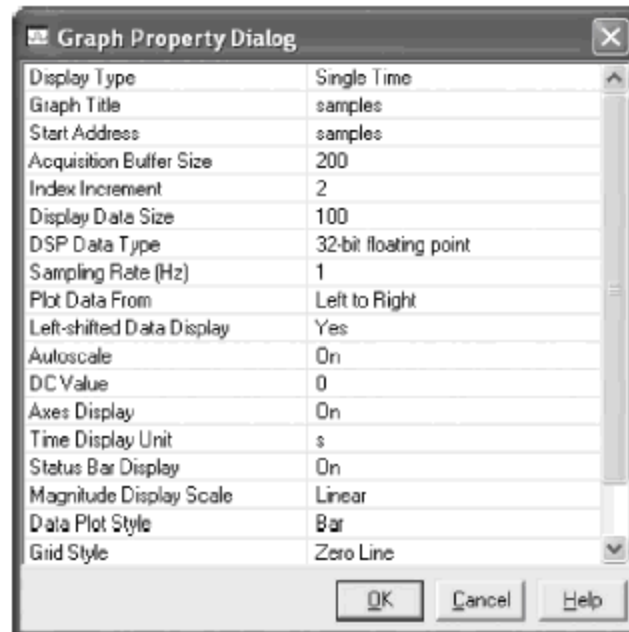 Graph Property Dialog
Display Type Single Time
Graph Title samples
Start Address samples
Acquisition Buffer Size 200
Index Increment 2
Display Data Size 100
DSP Data Type 32-bit floating point
Sampling Rate (Hz) 1
Plot Data From Left to Right
Left-shifted Data Display Yes
Autoscale On
DC Value 0
Axes Display On
Time Display Unit s
Status Bar Display On
Magnitude Display Scale Linear
Data Plot Style Bar
Grid Style Zero Line
OK Cancel Help